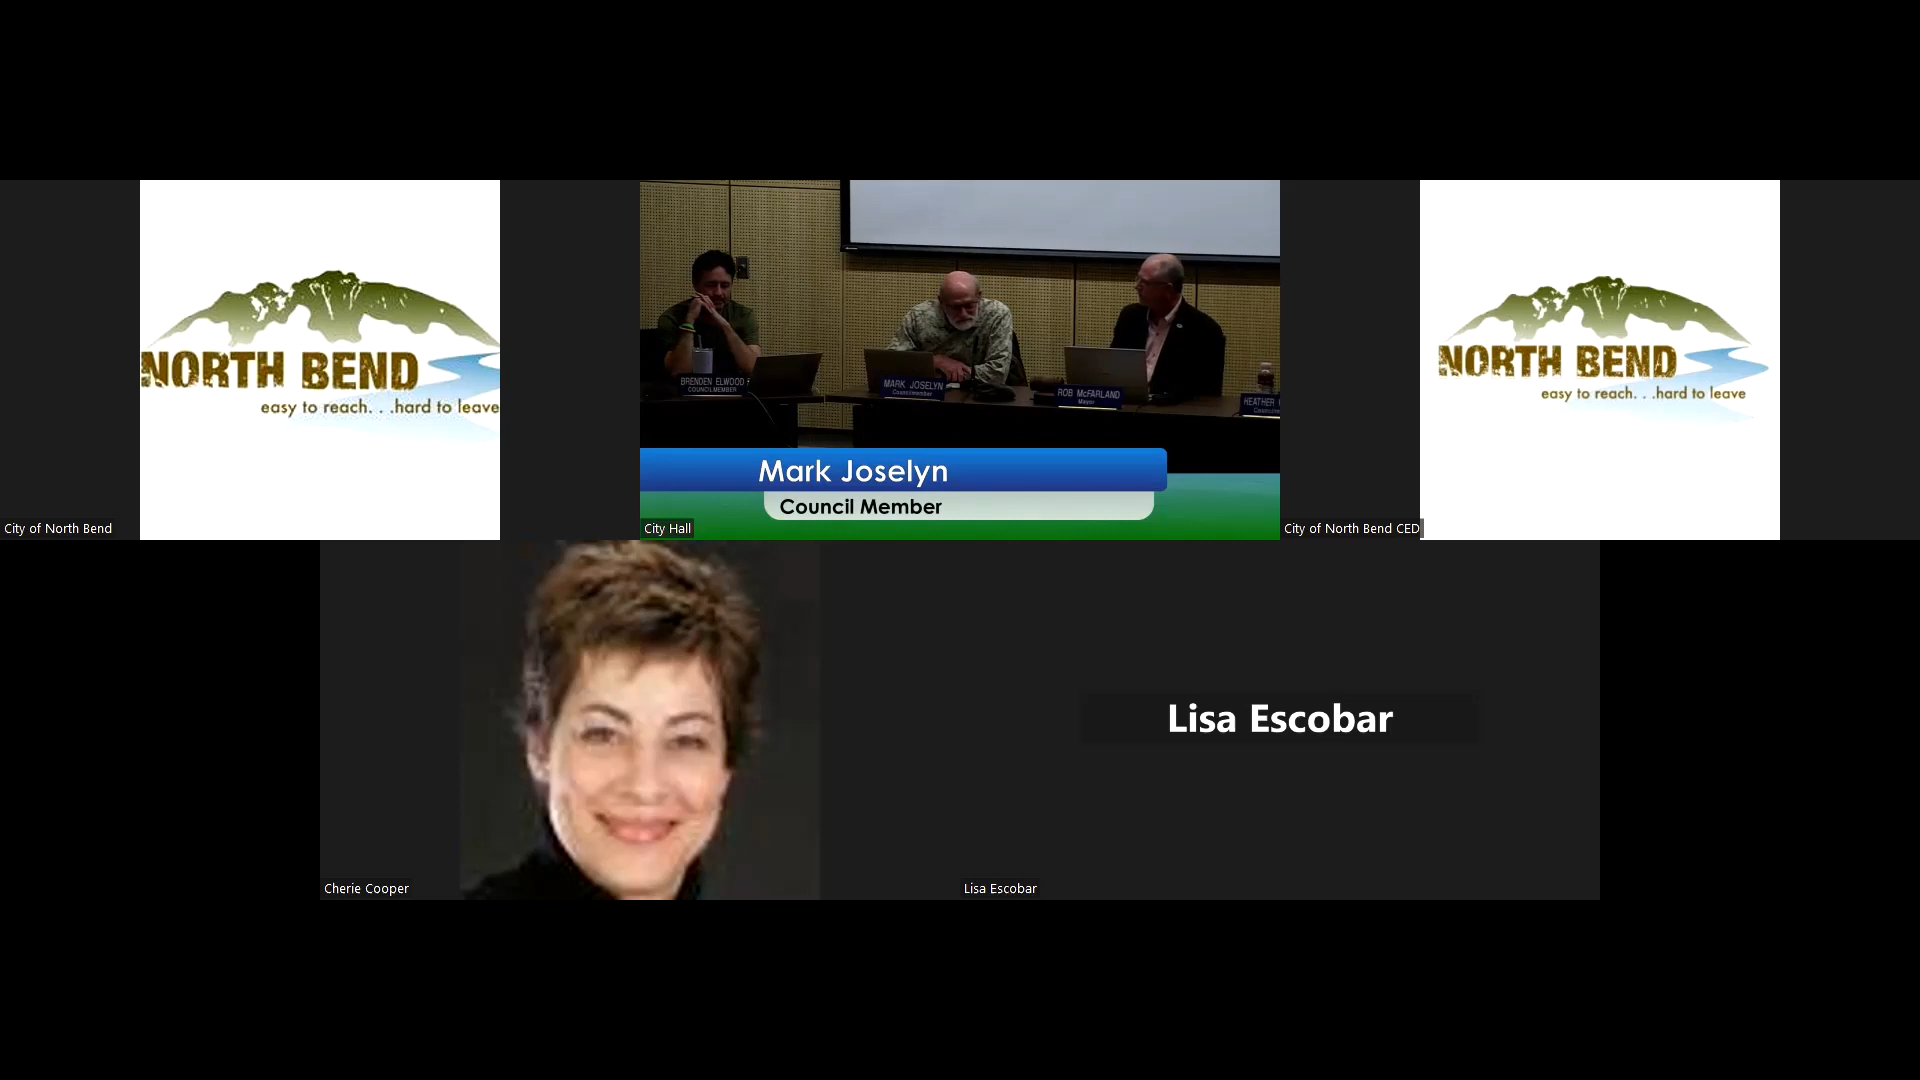 NORTH BEND
easy to reach. . .hard to leave
City of North Bend
BRENDEN ELWOOD
COUNCILMEMBER
MARK JOSELYN
Councilmember
ROB McFARLAND
Mayor
HEATHER
Mark Joselyn
Council Member
City Hall
NORTH BEND
easy to reach. . .hard to leave
City of North Bend CED
Cherie Cooper
Lisa Escobar
Lisa Escobar